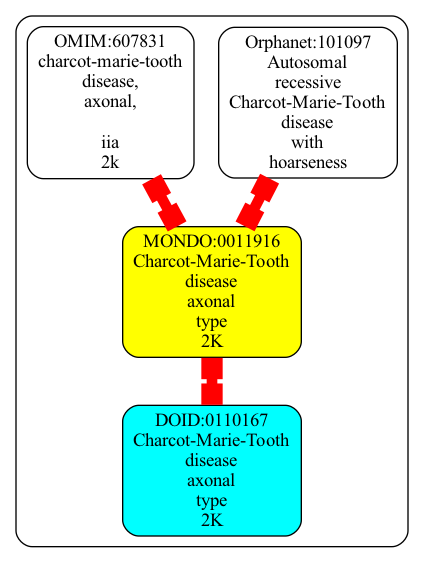 OMIM:607831
charcot-marie-tooth
disease,
axonal,
iia
2k
Orphanet:101097
Autosomal
recessive
Charcot-Marie-Tooth
disease
with
hoarseness
MONDO:0011916
Charcot-Marie-Tooth
disease
axonal
type
2K
DOID:0110167
Charcot-Marie-Tooth
disease
axonal
type
2K